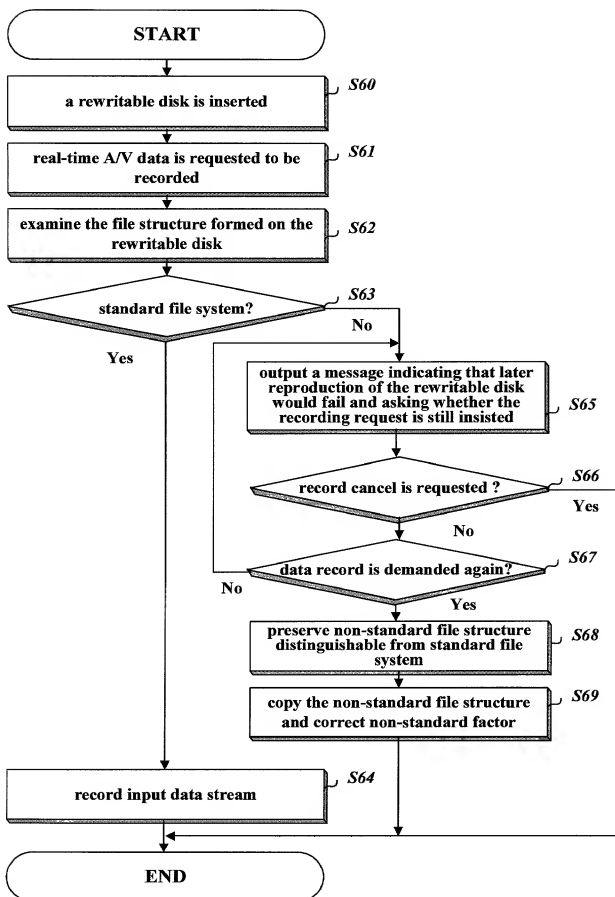 START
S60
a rewritable disk is inserted
S61
real-time A/V data is requested to be
recorded
S62
examine the file structure formed on the
rewritable disk
S63
standard file system?
No
Yes
output a message indicating that later
reproduction of the rewritable disk
would fail and asking whether the
recording request is still insisted
S65
S66
record cancel is requested ?
Yes
No
S67
data record is demanded again?
No
Yes
preserve non-standard file structure
distinguishable from standard file
system
S68
copy the non-standard file structure
and correct non-standard factor
S69
S64
record input data stream
END